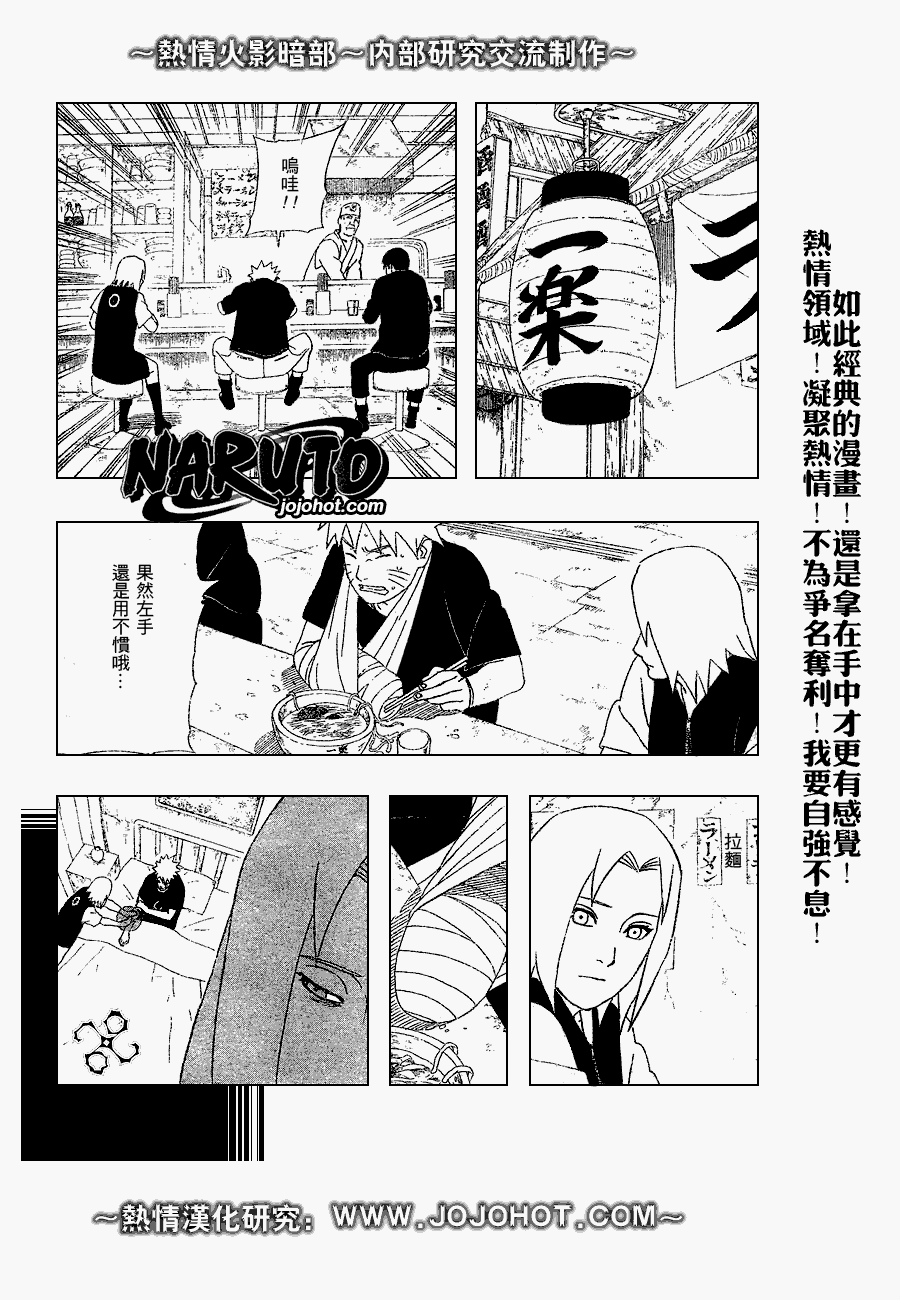 ～熱情火影暗部～内部研究交流制作～
一楽
ラ
嗚哇!!
NARUTO
jojohot.com
果然左手
還是用不慣哦…
拉麵
ラーメン
如此經典的漫畫！還是拿在手中才更有感覺！
熱情領域！凝聚熱情！不為爭名奪利！我要自強不息！
～熱情漢化研究：WWW.JOJOHOT.COM～